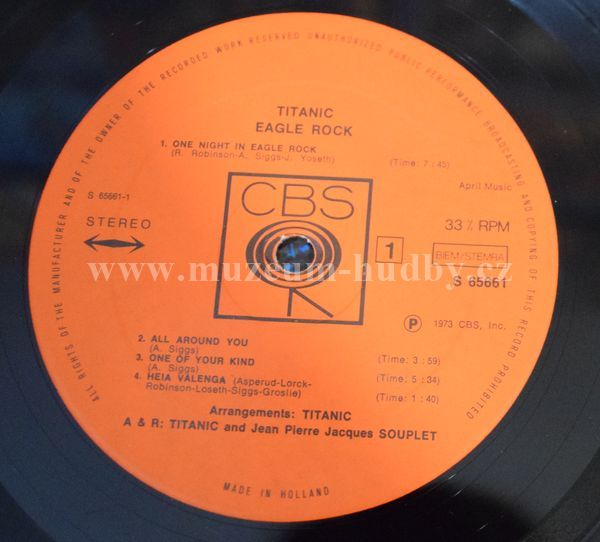 ALL RIGHTS OF THE MANUFACTURER AND OF THE OWNER OF THE RECORDED WORK RESERVED UNAUTHORIZED PUBLIC PERFORMANCE BROADCASTING AND COPYING OF THIS RECORD PROHIBITED
TITANIC
EAGLE ROCK
1. ONE NIGHT IN EAGLE ROCK
(R. Robinson-A. Siggs-J. Yoseth) (Time: 7:45)
April Music
S 65661-1
CBS
STEREO
33⅓ RPM
1
BIEM/STEMRA
S 65661
www.muzeum-hudby.cz
R
P 1973 CBS, Inc.
2. ALL AROUND YOU
(A. Siggs) (Time: 3:59)
3. ONE OF YOUR KIND
(A. Siggs) (Time: 5:34)
4. HEIA VALENGA (Asperud-Lorck-
Robinson-Loseth-Siggs-Groslie) (Time: 1:40)
Arrangements: TITANIC
A & R: TITANIC and Jean Pierre Jacques SOUPLET
MADE IN HOLLAND